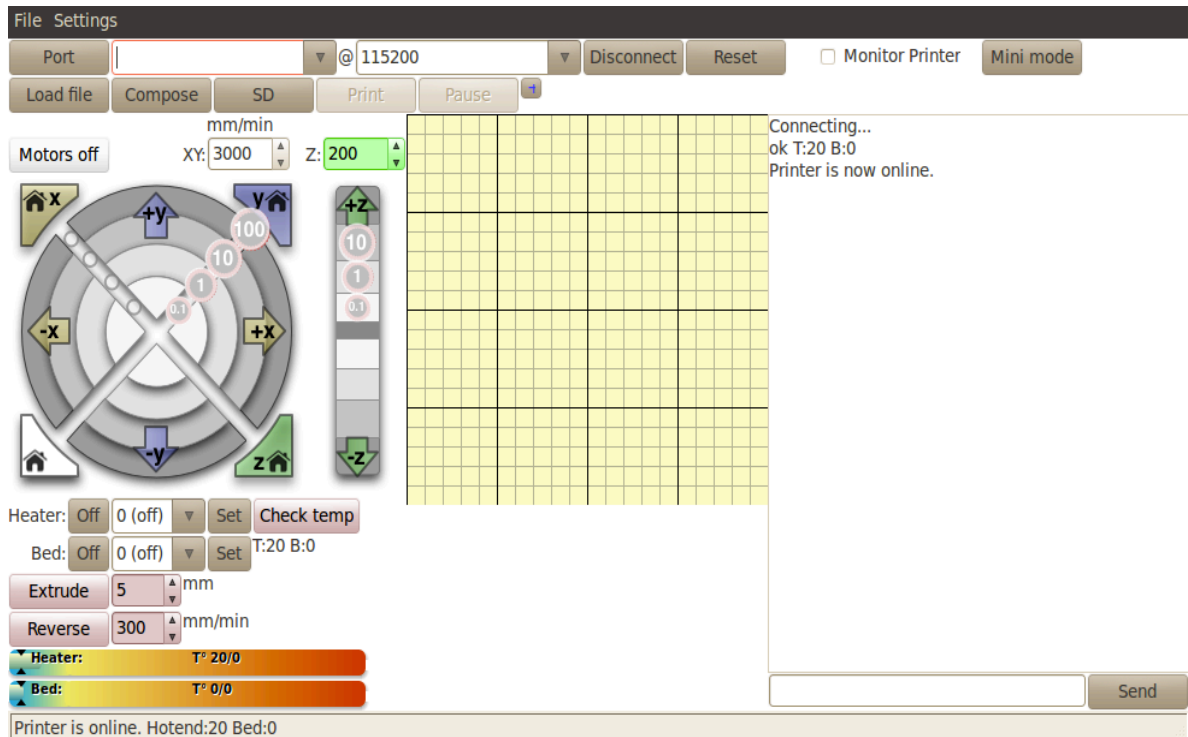 File Settings
Port @ 115200 Disconnect Reset Monitor Printer Mini mode
Load file Compose SD Print Pause
mm/min
Motors off XY: 3000 Z: 200
Connecting...
ok T:20 B:0
Printer is now online.
x +y y +z
100
10 10
1 1
0.1 0.1
-x +x
-y z -z
Heater: Off 0 (off) Set Check temp
Bed: Off 0 (off) Set T:20 B:0
Extrude 5 mm
Reverse 300 mm/min
Heater: T° 20/0
Bed: T° 0/0
Send
Printer is online. Hotend:20 Bed:0